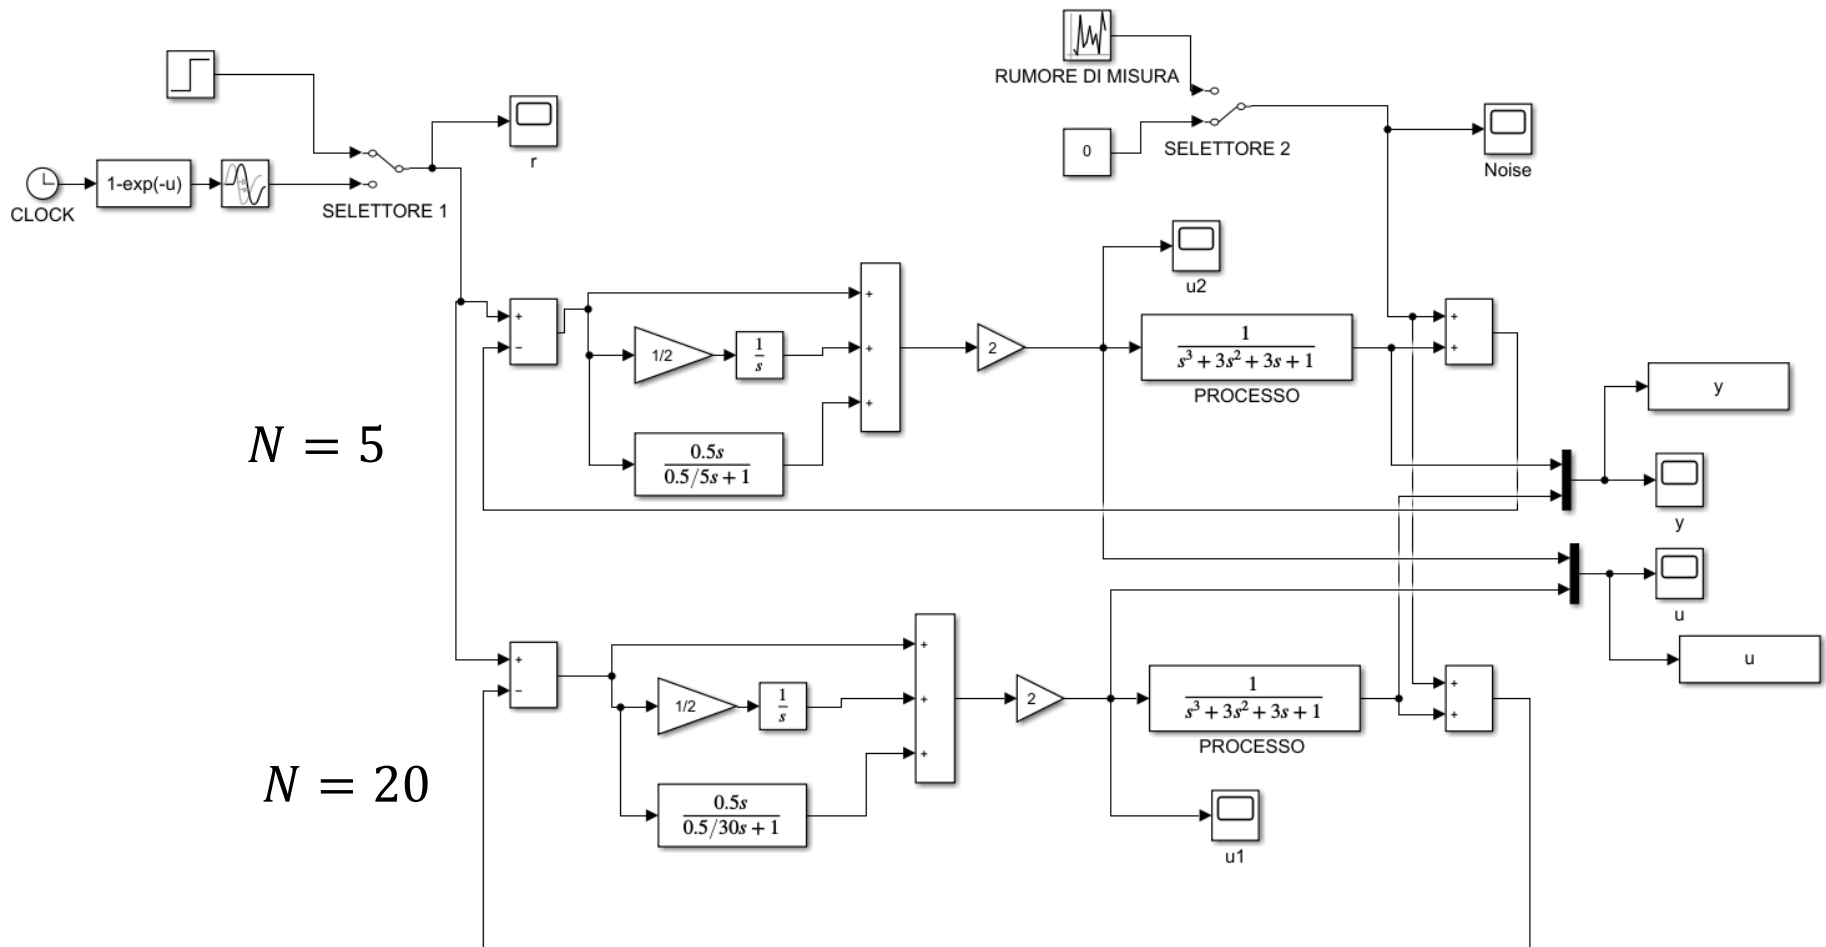 RUMORE DI MISURA
r
0
SELETTORE 2
Noise
1-exp(-u)
CLOCK
SELETTORE 1
u2
+
−
1/2
1
s
+
+
+
2
1
s³ + 3s² + 3s + 1
PROCESSO
+
+
y
N = 5
0.5s
0.5/5s + 1
y
u
+
−
1/2
1
s
+
+
+
2
1
s³ + 3s² + 3s + 1
PROCESSO
+
+
u
N = 20
0.5s
0.5/30s + 1
u1